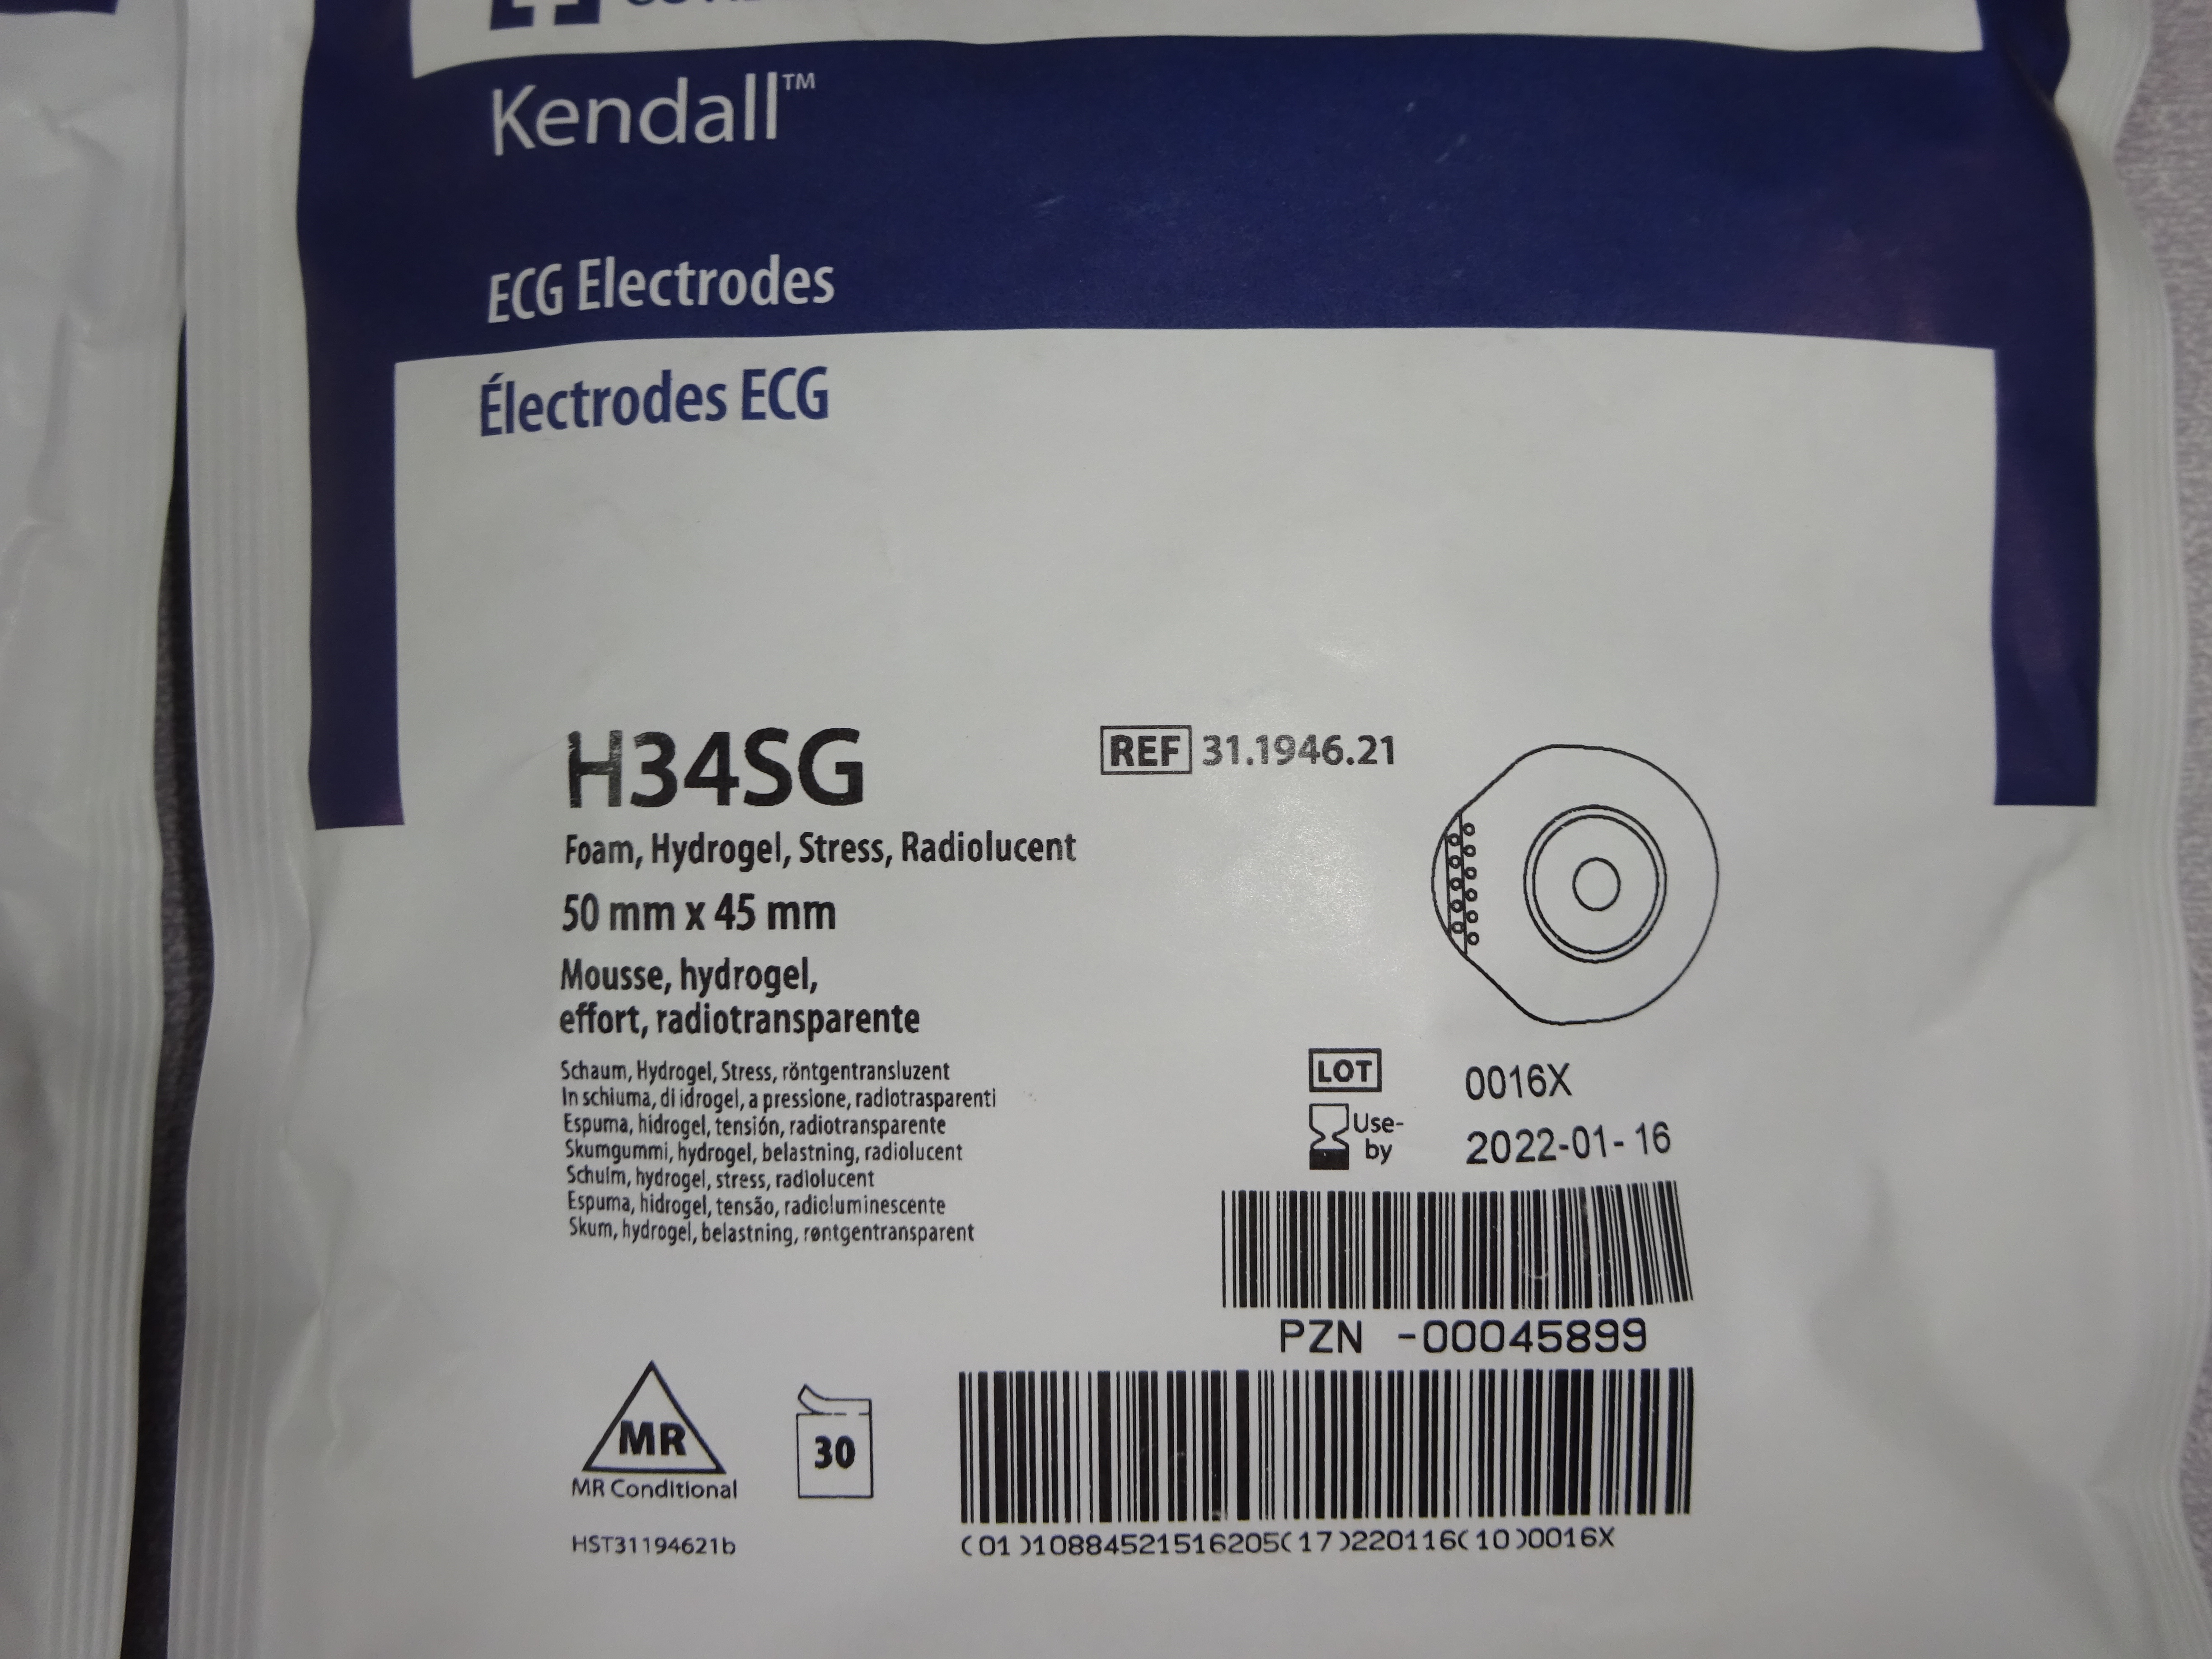 Kendall™
ECG Electrodes
Électrodes ECG
H34SG
REF 31.1946.21
Foam, Hydrogel, Stress, Radiolucent
50 mm x 45 mm
Mousse, hydrogel,
effort, radiotransparente
Schaum, Hydrogel, Stress, röntgentransluzent
In schiuma, di idrogel, a pressione, radiotrasparenti
Espuma, hidrogel, tensión, radiotransparente
Skumgummi, hydrogel, belastning, radiolucent
Schuim, hydrogel, stress, radiolucent
Espuma, hidrogel, tensão, radioluminescente
Skum, hydrogel, belastning, røntgentransparent
LOT 0016X
Use-
by 2022-01-16
PZN -00045899
MR
MR Conditional
30
HST31194621b
(01)10884521516205(17)220116(10)0016X